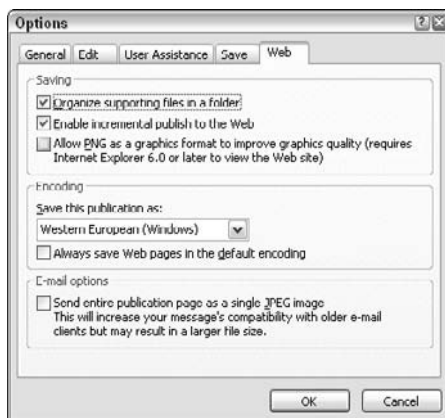 Options
General Edit User Assistance Save Web
Saving
Organize supporting files in a folder
Enable incremental publish to the Web
Allow PNG as a graphics format to improve graphics quality (requires
Internet Explorer 6.0 or later to view the Web site)
Encoding
Save this publication as:
Western European (Windows)
Always save Web pages in the default encoding
E-mail options
Send entire publication page as a single JPEG image
This will increase your message's compatibility with older e-mail
clients but may result in a larger file size.
OK Cancel